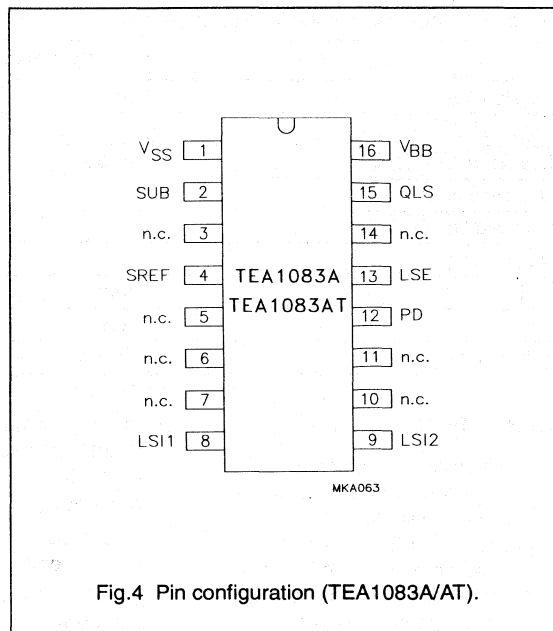 VSS 1 16 VBB
SUB 2 15 QLS
n.c. 3 14 n.c.
SREF 4 TEA1083A 13 LSE
TEA1083AT
n.c. 5 12 PD
n.c. 6 11 n.c.
n.c. 7 10 n.c.
LSI1 8 9 LSI2
MKA063
Fig.4 Pin configuration (TEA1083A/AT).